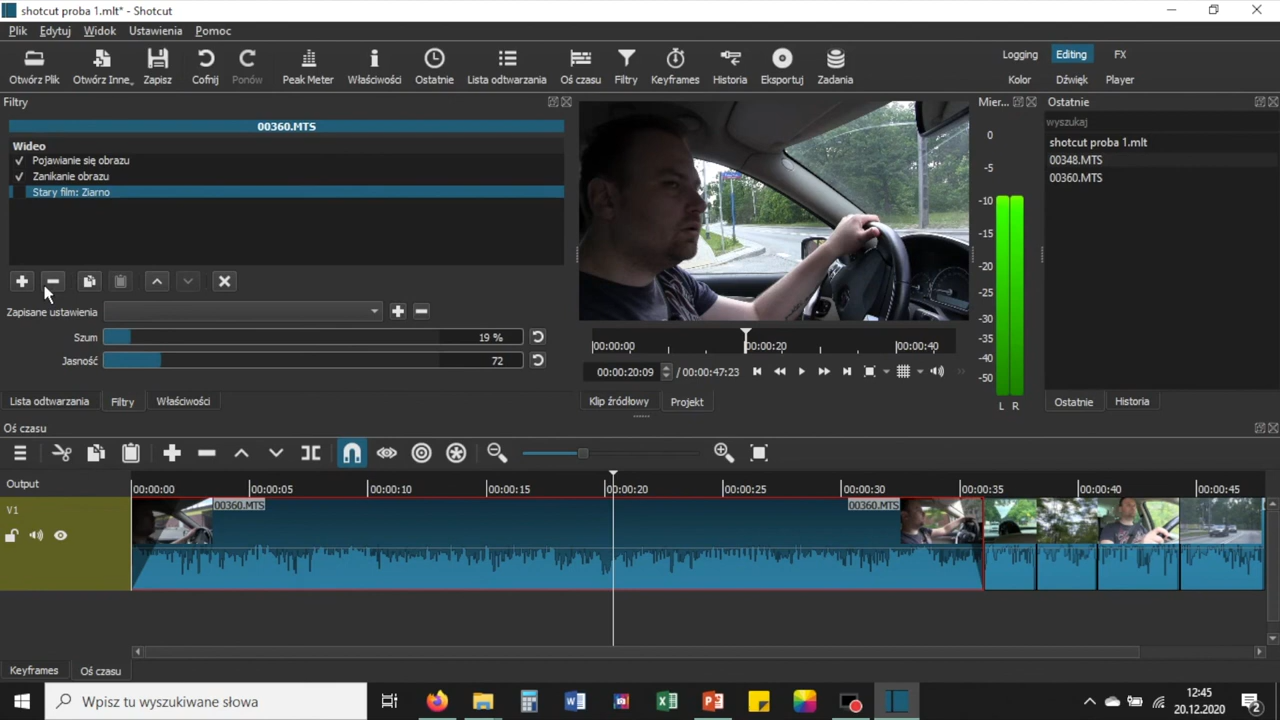 shotcut proba 1.mlt* - Shotcut
Plik Edytuj Widok Ustawienia Pomoc
Otwórz Plik Otwórz Inne... Zapisz Cofnij Ponów Peak Meter Właściwości Ostatnie Lista odtwarzania Oś czasu Filtry Keyframes Historia Eksportuj Zadania
Logging Editing FX
Kolor Dźwięk Player
Filtry
00360.MTS
Wideo
Pojawianie się obrazu
Zanikanie obrazu
Stary film: Ziarno
Zapisane ustawienia
Szum 19 %
Jasność 72
Lista odtwarzania Filtry Właściwości
00:00:00 00:00:20 00:00:40
00:00:20:09 / 00:00:47:23
Klip źródłowy Projekt
Mier...
0
-5
-10
-15
-20
-25
-30
-35
-40
-45
-50
L R
Ostatnie
wyszukaj
shotcut proba 1.mlt
00348.MTS
00360.MTS
Ostatnie Historia
Oś czasu
Output
00:00:00 00:00:05 00:00:10 00:00:15 00:00:20 00:00:25 00:00:30 00:00:35 00:00:40 00:00:45
V1
00360.MTS 00360.MTS
Keyframes Oś czasu
Wpisz tu wyszukiwane słowa
12:45
20.12.2020
2